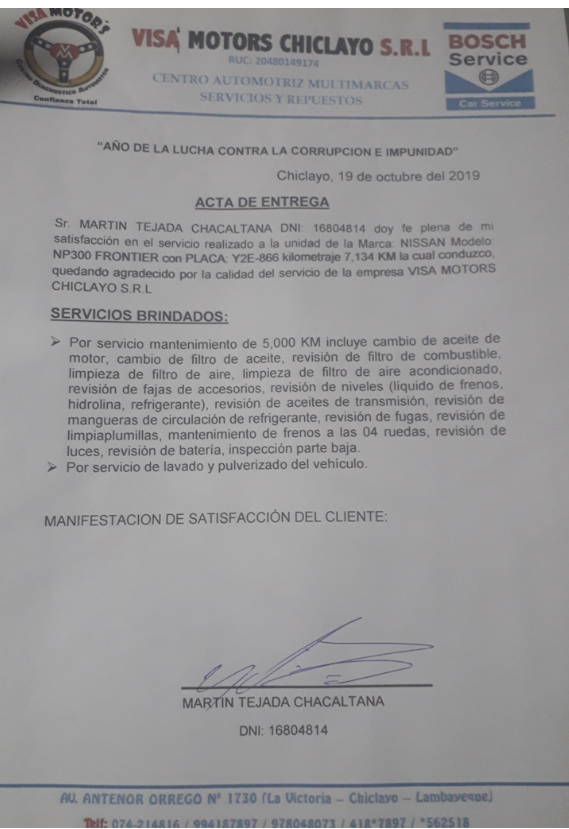 VISA MOTOR'S
CENTRO DIAGNOSTICO AUTOMOTRIZ
Confienza Total
VISA MOTORS CHICLAYO S.R.L
RUC: 20480149174
CENTRO AUTOMOTRIZ MULTIMARCAS
SERVICIOS Y REPUESTOS
BOSCH
Service
Car Service
"AÑO DE LA LUCHA CONTRA LA CORRUPCION E IMPUNIDAD"
Chiclayo, 19 de octubre del 2019
ACTA DE ENTREGA
Sr. MARTIN TEJADA CHACALTANA DNI: 16804814 doy fe plena de mi
satisfacción en el servicio realizado a la unidad de la Marca: NISSAN Modelo:
NP300 FRONTIER con PLACA: Y2E-866 kilometraje 7,134 KM la cual conduzco,
quedando agradecido por la calidad del servicio de la empresa VISA MOTORS
CHICLAYO S.R.L
SERVICIOS BRINDADOS:
➢ Por servicio mantenimiento de 5,000 KM incluye cambio de aceite de
motor, cambio de filtro de aceite, revisión de filtro de combustible,
limpieza de filtro de aire, limpieza de filtro de aire acondicionado,
revisión de fajas de accesorios, revisión de niveles (liquido de frenos,
hidrolina, refrigerante), revisión de aceites de transmisión, revisión de
mangueras de circulación de refrigerante, revisión de fugas, revisión de
limpiaplumillas, mantenimiento de frenos a las 04 ruedas, revisión de
luces, revisión de batería, inspección parte baja.
➢ Por servicio de lavado y pulverizado del vehículo.
MANIFESTACION DE SATISFACCIÓN DEL CLIENTE:
MARTIN TEJADA CHACALTANA
DNI: 16804814
AV. ANTENOR ORREGO N° 1730 (La Victoria – Chiclayo – Lambayeque)
Telf: 074-214816 / 994187897 / 978048073 / 418*7897 / *562518